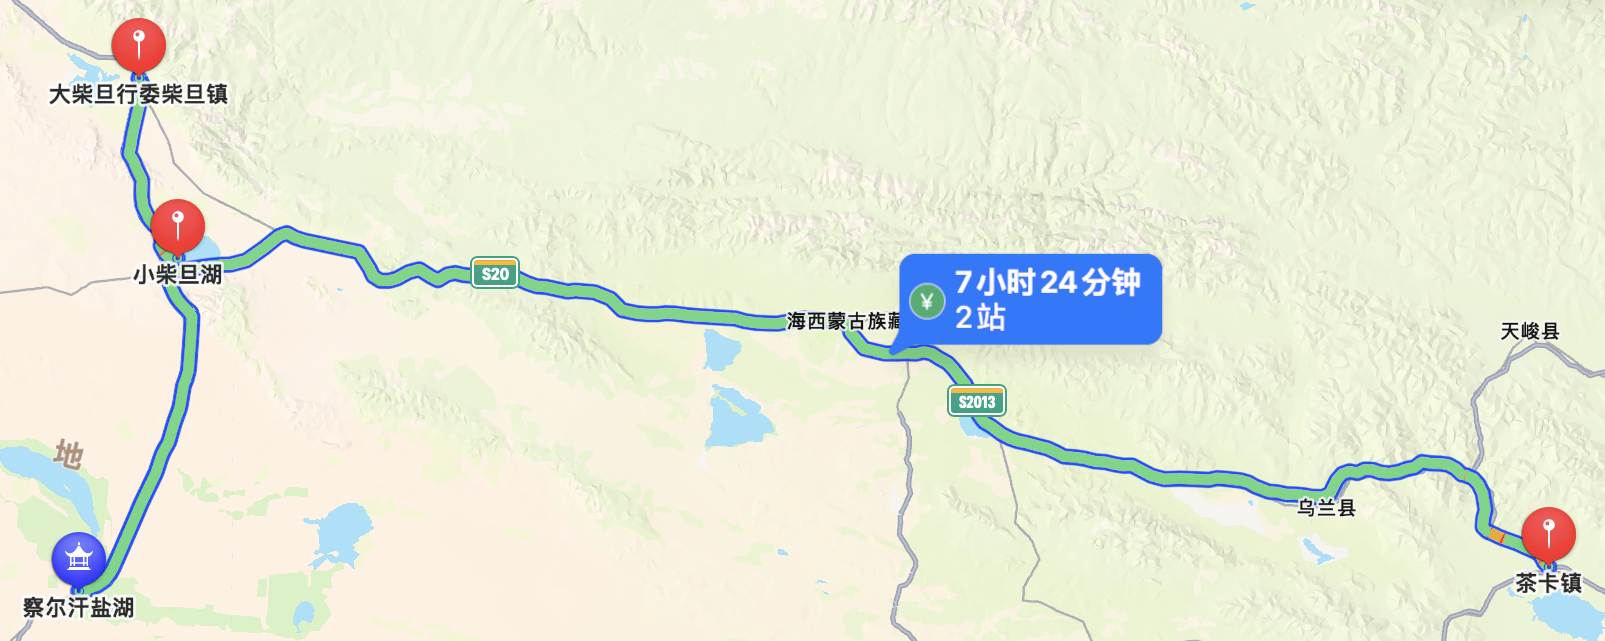 大柴旦行委柴旦镇
小柴旦湖
S20
7小时24分钟
¥
2站
海西蒙古族藏
天峻县
S2013
地
乌兰县
茶卡镇
察尔汗盐湖